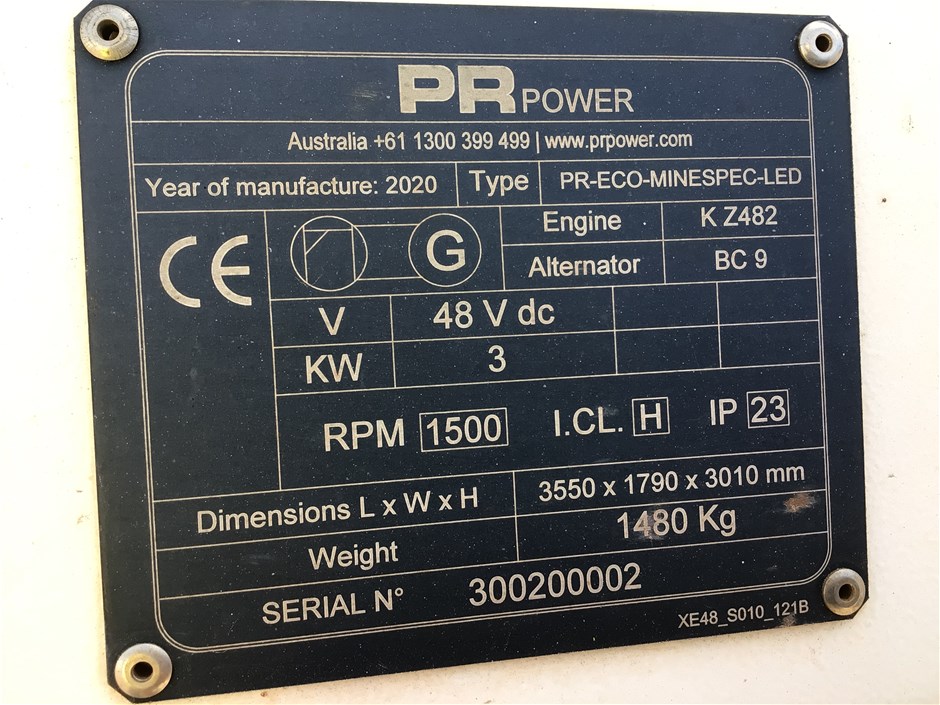 PR POWER
Australia +61 1300 399 499 | www.prpower.com
Year of manufacture: 2020 Type PR-ECO-MINESPEC-LED
CE G Engine K Z482
Alternator BC 9
V 48 V dc
KW 3
RPM 1500 I.CL. H IP 23
Dimensions L x W x H 3550 x 1790 x 3010 mm
Weight 1480 Kg
SERIAL N° 300200002
XE48_S010_121B